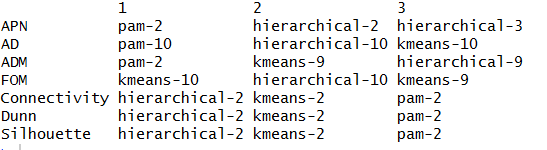 1 2 3
APN pam-2 hierarchical-2 hierarchical-3
AD pam-10 hierarchical-10 kmeans-10
ADM pam-2 kmeans-9 hierarchical-9
FOM kmeans-10 hierarchical-10 kmeans-9
Connectivity hierarchical-2 kmeans-2 pam-2
Dunn hierarchical-2 kmeans-2 pam-2
Silhouette hierarchical-2 kmeans-2 pam-2